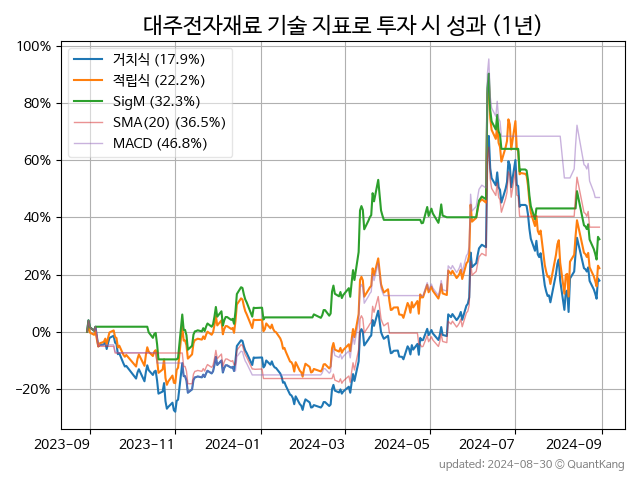 대주전자재료 기술 지표로 투자 시 성과 (1년)
거치식 (17.9%)
적립식 (22.2%)
SigM (32.3%)
SMA(20) (36.5%)
MACD (46.8%)
100%
80%
60%
40%
20%
0%
−20%
2023−09 2023−11 2024−01 2024−03 2024−05 2024−07 2024−09
updated: 2024−08−30 © QuantKang